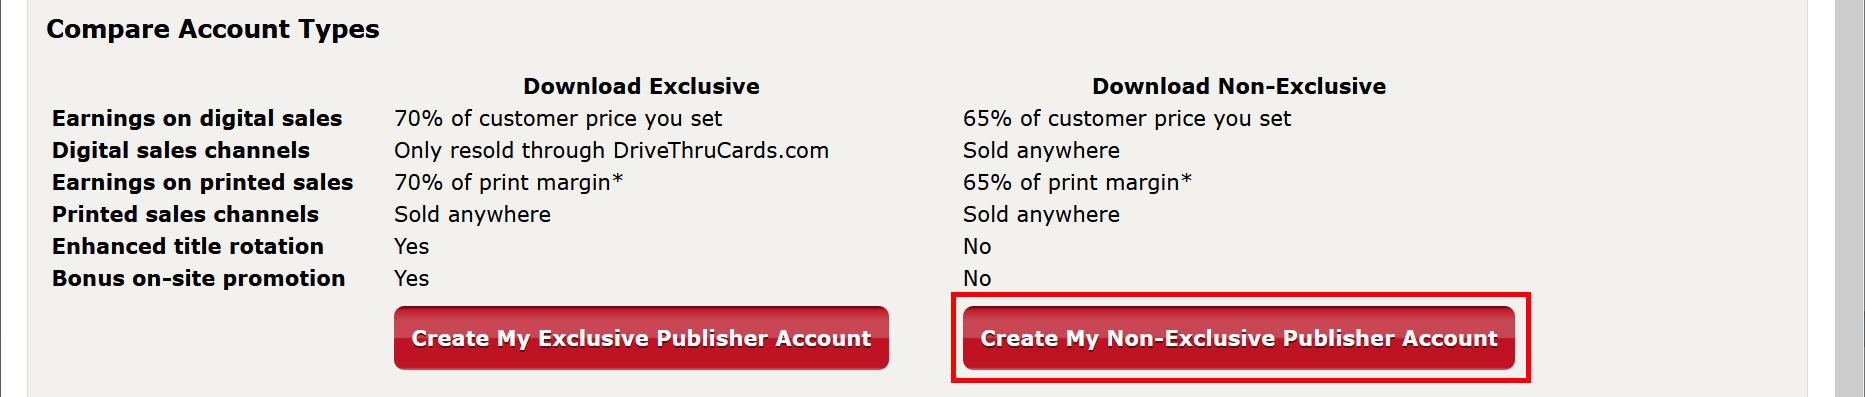 Compare Account Types
Download Exclusive Download Non-Exclusive
Earnings on digital sales 70% of customer price you set 65% of customer price you set
Digital sales channels Only resold through DriveThruCards.com Sold anywhere
Earnings on printed sales 70% of print margin* 65% of print margin*
Printed sales channels Sold anywhere Sold anywhere
Enhanced title rotation Yes No
Bonus on-site promotion Yes No
Create My Exclusive Publisher Account Create My Non-Exclusive Publisher Account